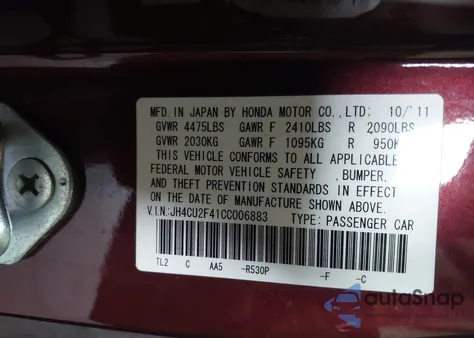 MFD. IN JAPAN BY HONDA MOTOR CO., LTD: 10/'11
GVWR 4475LBS GAWR F 2410LBS R 2090LBS
GVWR 2030KG GAWR F 1095KG R 950K
THIS VEHICLE CONFORMS TO ALL APPLICABLE
FEDERAL MOTOR VEHICLE SAFETY , BUMPER,
AND THEFT PREVENTION STANDARDS IN EFFECT
ON THE DATE OF MANUFACTURE SHOWN ABOVE.
V.I.N:JH4CU2F41CC006883 TYPE: PASSENGER CAR
TL2 C AA5 -R530P -F -C
autoSnap